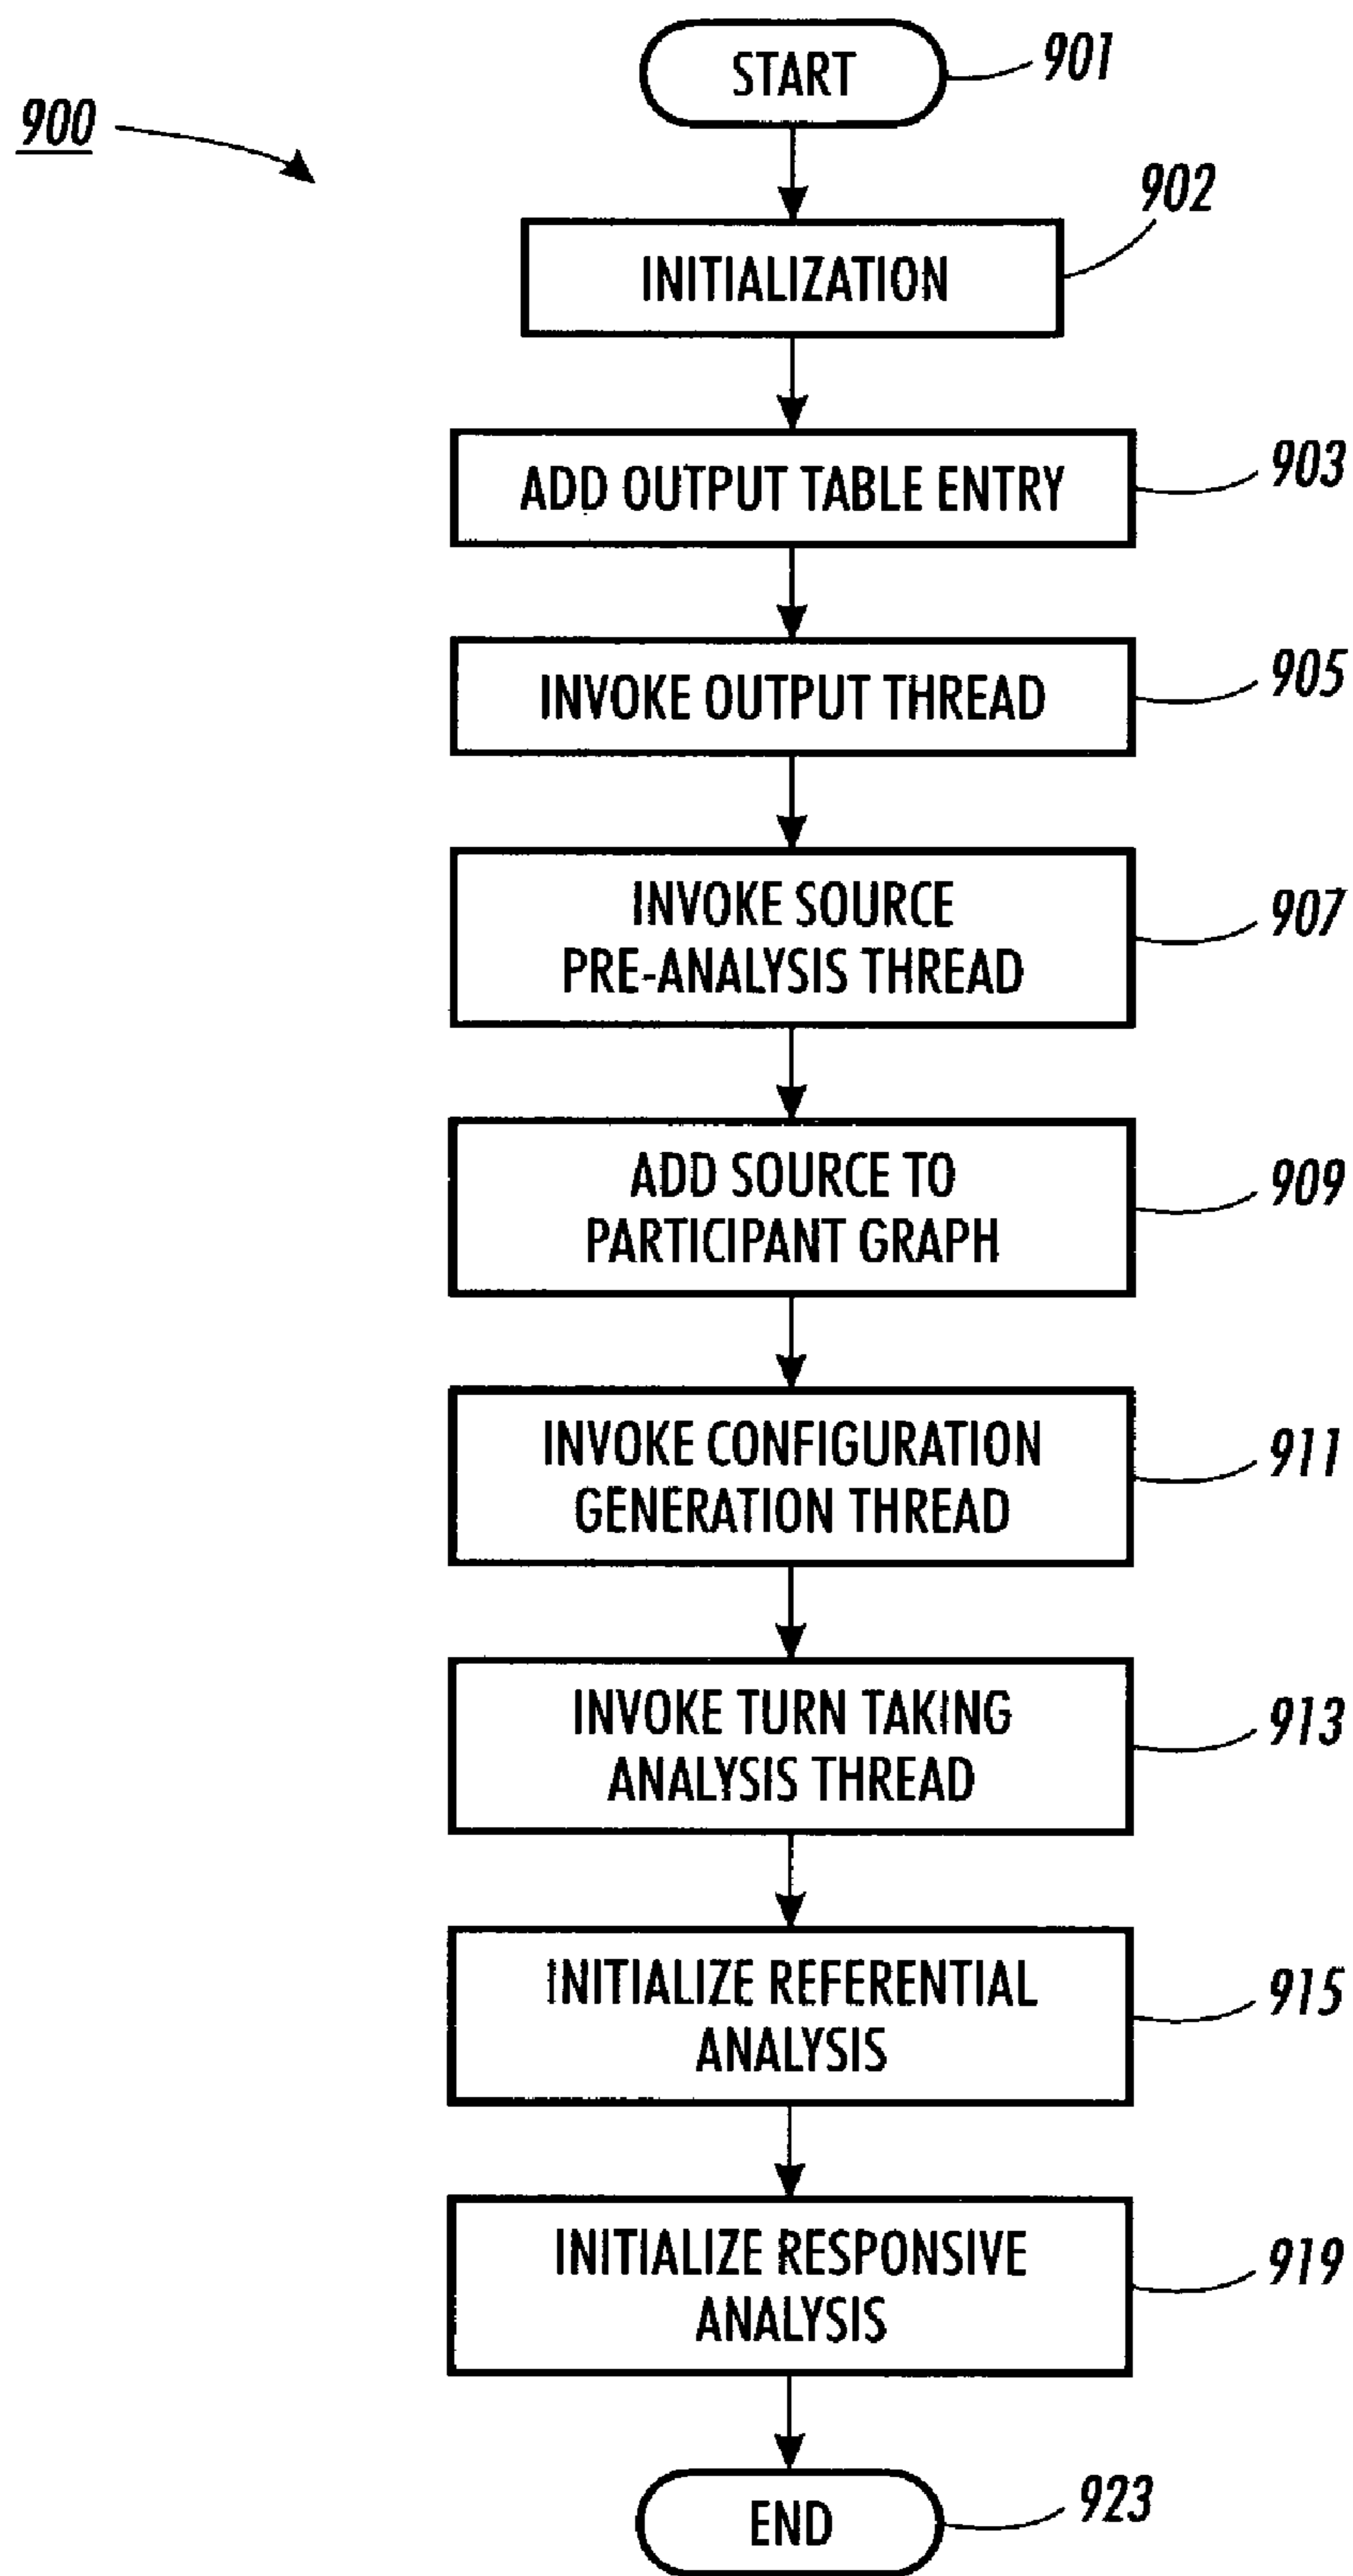 START
901
900
902
INITIALIZATION
903
ADD OUTPUT TABLE ENTRY
905
INVOKE OUTPUT THREAD
INVOKE SOURCE
PRE-ANALYSIS THREAD
907
ADD SOURCE TO
PARTICIPANT GRAPH
909
INVOKE CONFIGURATION
GENERATION THREAD
911
INVOKE TURN TAKING
ANALYSIS THREAD
913
INITIALIZE REFERENTIAL
ANALYSIS
915
INITIALIZE RESPONSIVE
ANALYSIS
919
END
923